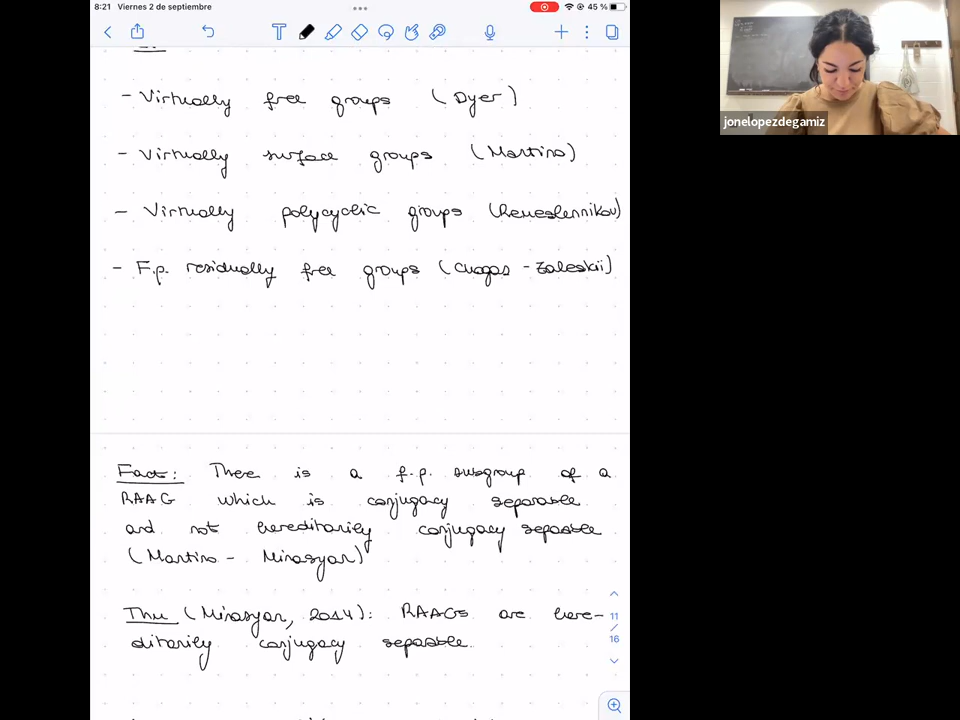 8:21 Viernes 2 de septiembre
45 %
jonelopezdegamiz
- Virtually free groups (Dyer)
- Virtually surface groups (Martino)
- Virtually polycyclic groups (Remeslennikov)
- F.p. residually free groups (Chagas - Zalesskii)
Fact: There is a f.p. subgroup of a
RAAG which is conjugacy separable
and not hereditarily conjugacy separable
(Martino - Minasyan)
Thm (Minasyan, 2014): RAAGs are here-
ditarily conjugacy separable.
11
/
16